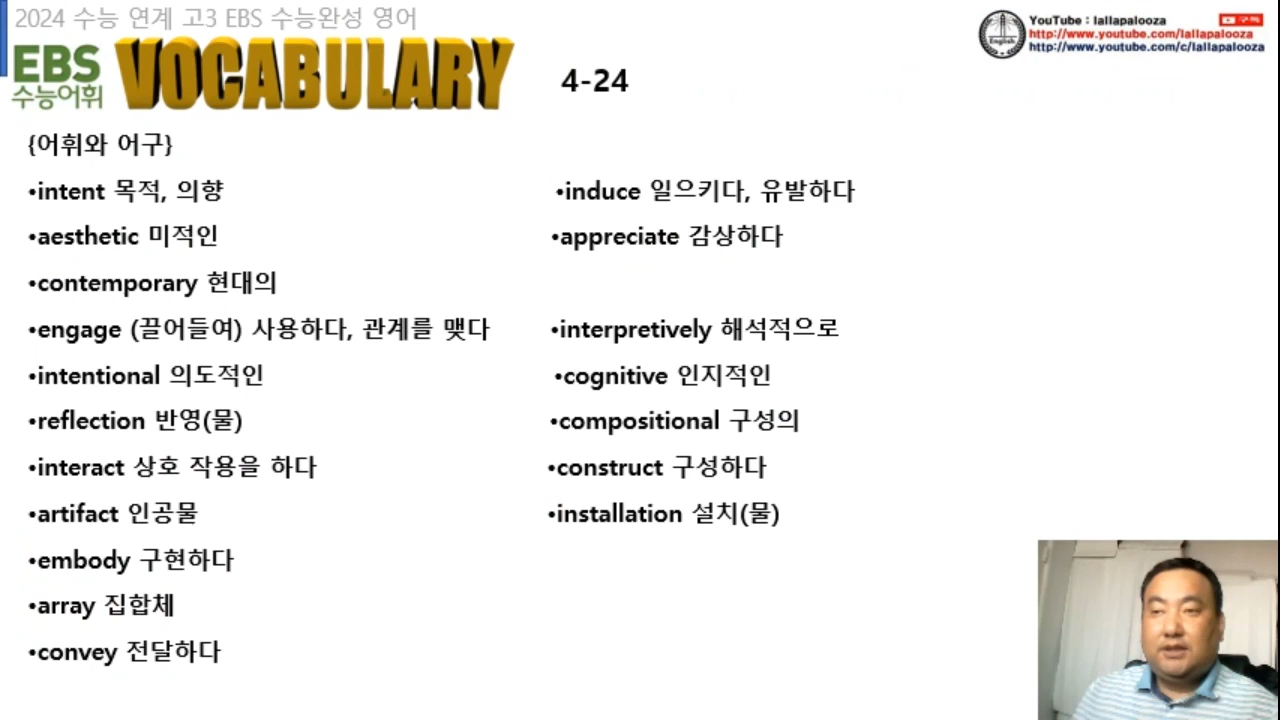 2024 수능 연계 고3 EBS 수능완성 영어
EBS 수능어휘
VOCABULARY
4-24
YouTube : lallapalooza
구독
http://www.youtube.com/lallapalooza
http://www.youtube.com/c/lallapalooza
English
{어휘와 어구}
•intent 목적, 의향
•induce 일으키다, 유발하다
•aesthetic 미적인
•appreciate 감상하다
•contemporary 현대의
•engage (끌어들여) 사용하다, 관계를 맺다
•interpretively 해석적으로
•intentional 의도적인
•cognitive 인지적인
•reflection 반영(물)
•compositional 구성의
•interact 상호 작용을 하다
•construct 구성하다
•artifact 인공물
•installation 설치(물)
•embody 구현하다
•array 집합체
•convey 전달하다